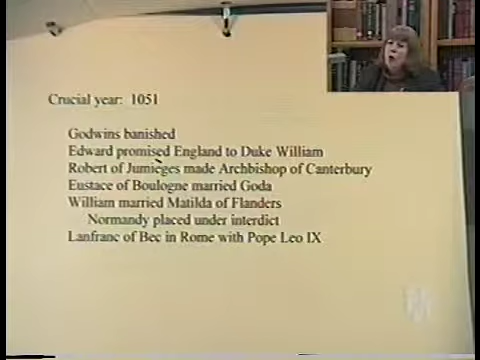 Crucial year: 1051
Godwins banished
Edward promised England to Duke William
Robert of Jumièges made Archbishop of Canterbury
Eustace of Boulogne married Goda
William married Matilda of Flanders
Normandy placed under interdict
Lanfranc of Bec in Rome with Pope Leo IX